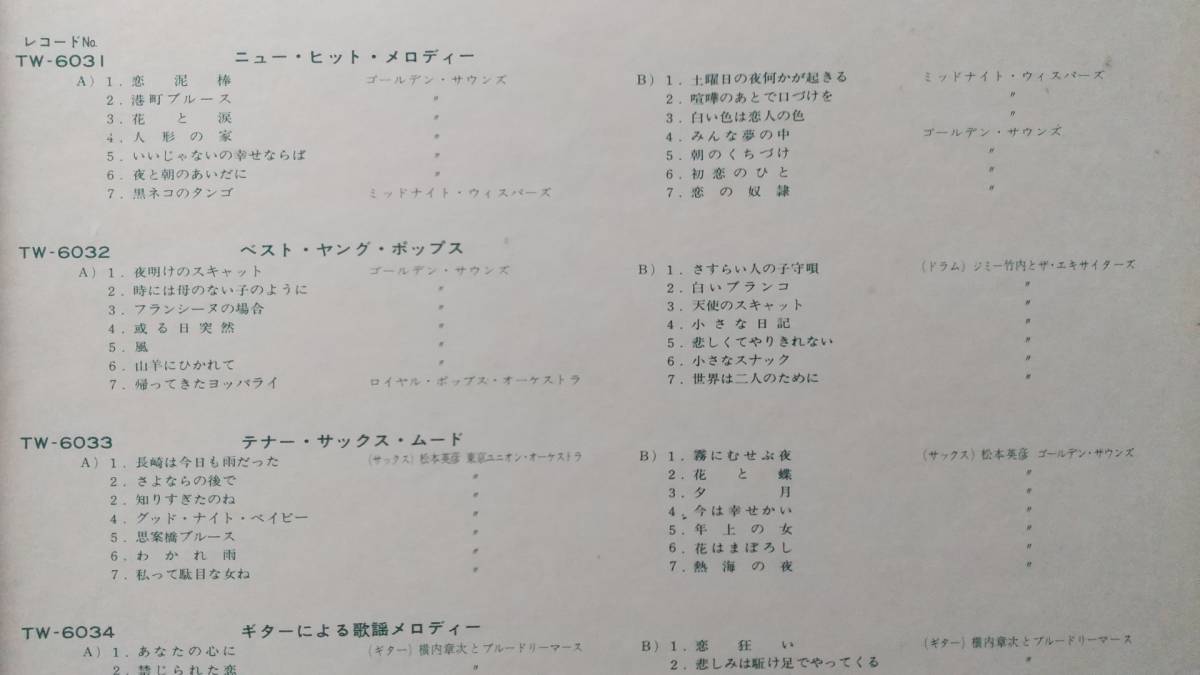 レコードNo.
TW-6031 ニュー・ヒット・メロディー
A) 1. 恋泥棒 ゴールデン・サウンズ
2. 港町ブルース 〃
3. 花と涙 〃
4. 人形の家 〃
5. いいじゃないの幸せならば 〃
6. 夜と朝のあいだに 〃
7. 黒ネコのタンゴ ミッドナイト・ウィスパーズ
B) 1. 土曜日の夜何かが起きる ミッドナイト・ウィスパーズ
2. 喧嘩のあとで口づけを 〃
3. 白い色は恋人の色 〃
4. みんな夢の中 ゴールデン・サウンズ
5. 朝のくちづけ 〃
6. 初恋のひと 〃
7. 恋の奴隷 〃
TW-6032 ベスト・ヤング・ポップス
A) 1. 夜明けのスキャット ゴールデン・サウンズ
2. 時には母のない子のように 〃
3. フランシーヌの場合 〃
4. 或る日突然 〃
5. 風 〃
6. 山羊にひかれて 〃
7. 帰ってきたヨッパライ ロイヤル・ポップス・オーケストラ
B) 1. さすらい人の子守唄 (ドラム) ジミー竹内とザ・エキサイターズ
2. 白いブランコ 〃
3. 天使のスキャット 〃
4. 小さな日記 〃
5. 悲しくてやりきれない 〃
6. 小さなスナック 〃
7. 世界は二人のために 〃
TW-6033 テナー・サックス・ムード
A) 1. 長崎は今日も雨だった (サックス) 松本英彦 東京ユニオン・オーケストラ
2. さよならの後で 〃
2. 知りすぎたのね 〃
4. グッド・ナイト・ベイビー 〃
5. 思案橋ブルース 〃
6. わかれ雨 〃
7. 私って駄目な女ね 〃
B) 1. 霧にむせぶ夜 (サックス) 松本英彦 ゴールデン・サウンズ
2. 花と蝶 〃
3. 夕月 〃
4. 今は幸せかい 〃
5. 年上の女 〃
6. 花はまぼろし 〃
7. 熱海の夜 〃
TW-6034 ギターによる歌謡メロディー
A) 1. あなたの心に (ギター) 横内章次とブルードリーマース
2. 禁じられた恋 〃
B) 1. 恋狂い (ギター) 横内章次とブルードリーマース
2. 悲しみは駆け足でやってくる 〃